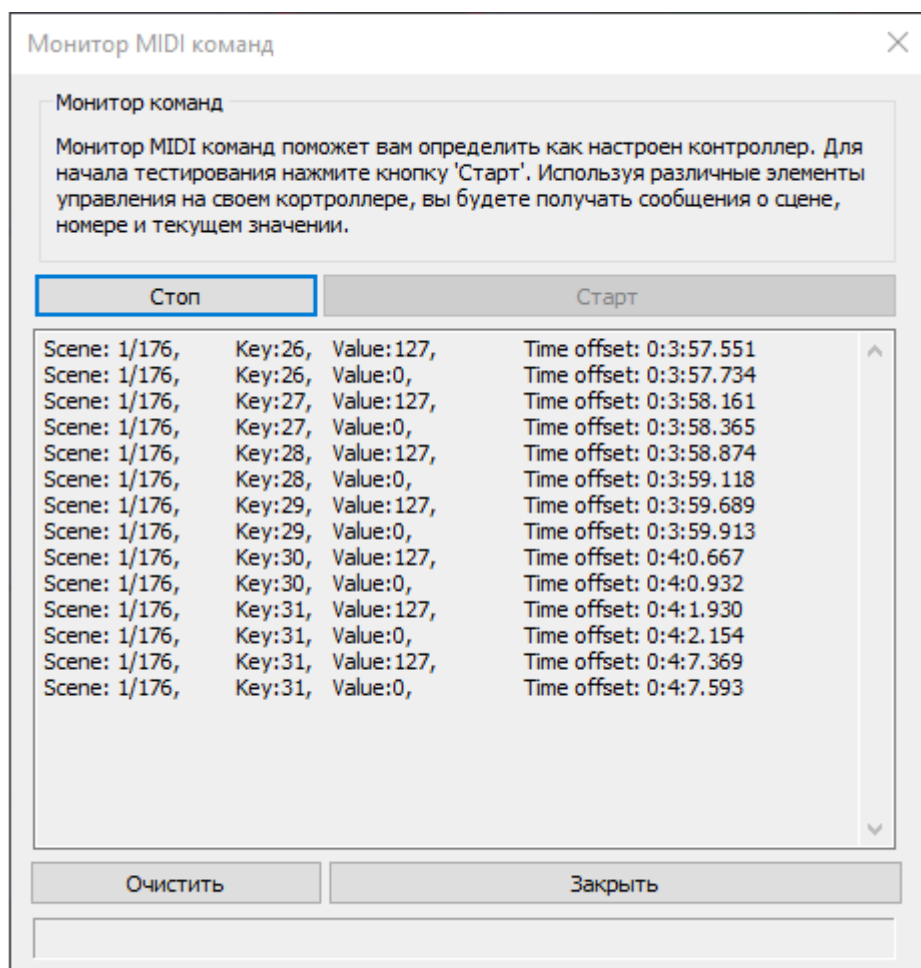 Монитор MIDI команд
Монитор команд
Монитор MIDI команд поможет вам определить как настроен контроллер. Для
начала тестирования нажмите кнопку 'Старт'. Используя различные элементы
управления на своем кортроллере, вы будете получать сообщения о сцене,
номере и текущем значении.
Стоп Старт
Scene: 1/176, Key:26, Value:127, Time offset: 0:3:57.551
Scene: 1/176, Key:26, Value:0, Time offset: 0:3:57.734
Scene: 1/176, Key:27, Value:127, Time offset: 0:3:58.161
Scene: 1/176, Key:27, Value:0, Time offset: 0:3:58.365
Scene: 1/176, Key:28, Value:127, Time offset: 0:3:58.874
Scene: 1/176, Key:28, Value:0, Time offset: 0:3:59.118
Scene: 1/176, Key:29, Value:127, Time offset: 0:3:59.689
Scene: 1/176, Key:29, Value:0, Time offset: 0:3:59.913
Scene: 1/176, Key:30, Value:127, Time offset: 0:4:0.667
Scene: 1/176, Key:30, Value:0, Time offset: 0:4:0.932
Scene: 1/176, Key:31, Value:127, Time offset: 0:4:1.930
Scene: 1/176, Key:31, Value:0, Time offset: 0:4:2.154
Scene: 1/176, Key:31, Value:127, Time offset: 0:4:7.369
Scene: 1/176, Key:31, Value:0, Time offset: 0:4:7.593
Очистить Закрыть